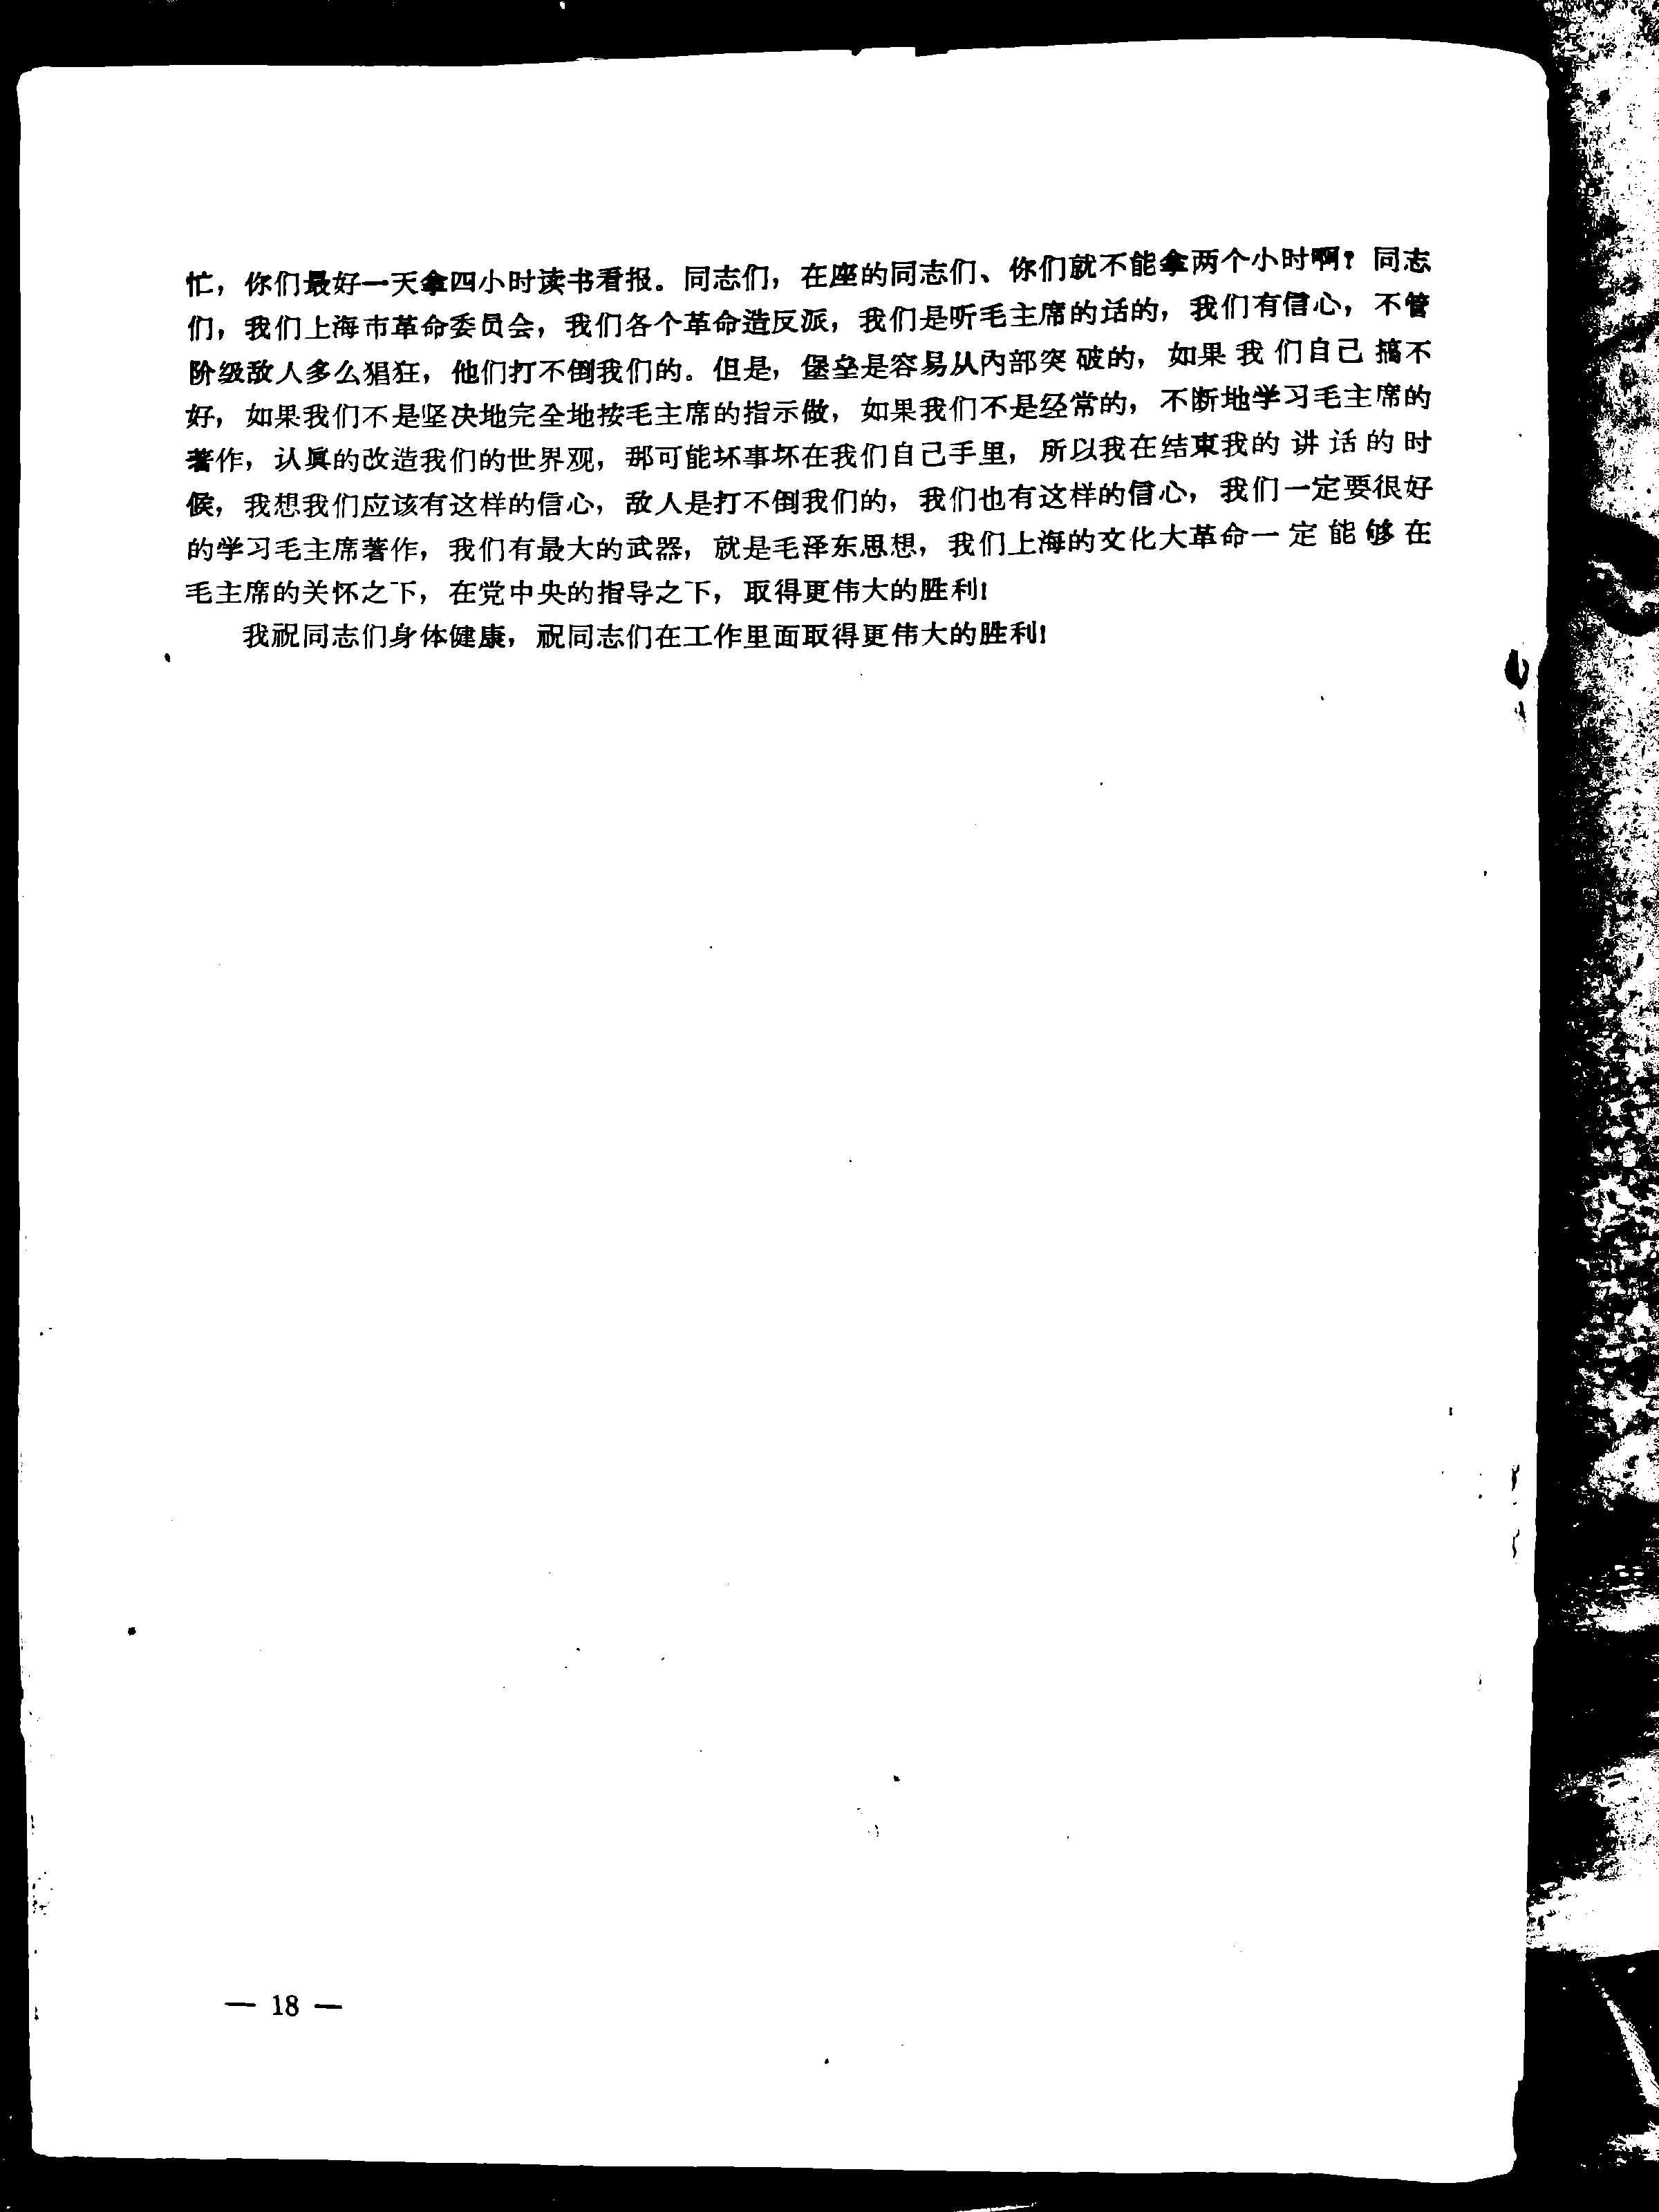 忙，你们最好一天拿四小时读书看报。同志们，在座的同志们、你们就不能拿两个小时啊？同志
们，我们上海市革命委员会，我们各个革命造反派，我们是听毛主席的话的，我们有信心，不管
阶级敌人多么猖狂，他们打不倒我们的。但是，堡垒是容易从內部突破的，如果我们自己搞不
好，如果我们不是坚决地完全地按毛主席的指示做，如果我们不是经常的，不断地学习毛主席的
著作，认眞的改造我们的世界观，那可能坏事坏在我们自己手里，所以我在结束我的讲话的时
候，我想我们应该有这样的信心，敌人是打不倒我们的，我们也有这样的信心，我们一定要很好
的学习毛主席著作，我们有最大的武器，就是毛泽东思想，我们上海的文化大革命一定能够在
毛主席的关怀之下，在党中央的指导之下，取得更伟大的胜利！
我祝同志们身体健康，祝同志们在工作里面取得更伟大的胜利！
— 18 —